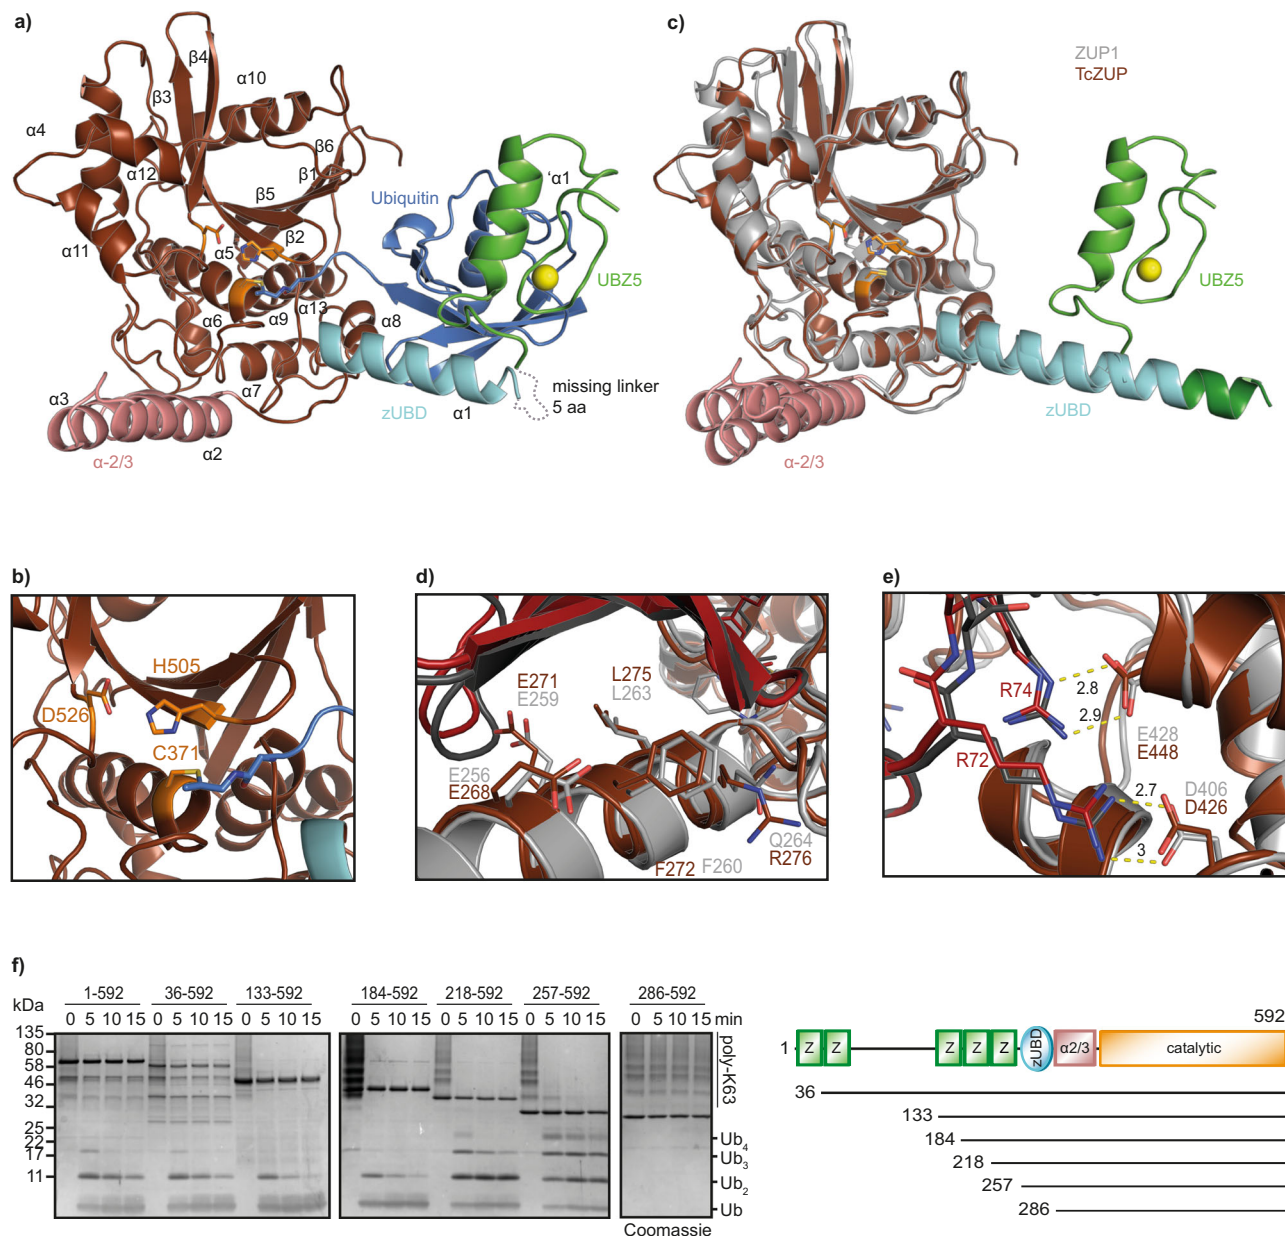 a)
β4
α10
β3
α4
β6
α12
β1
‘α1
β5
Ubiquitin
β2
α5
α11
UBZ5
α13
α6
α9
α8
α7
missing linker
5 aa
α3
zUBD
α1
α2
α-2/3
c)
ZUP1
TcZUP
UBZ5
zUBD
α-2/3
b)
H505
D526
C371
d)
E271
E259
L275
L263
E256
E268
Q264
R276
F272
F260
e)
R74
2.8
2.9
E428
E448
R72
2.7
D406
D426
3
f)
kDa
1-592
36-592
133-592
184-592
218-592
257-592
286-592
0 5 10 15
0 5 10 15
0 5 10 15
0 5 10 15
0 5 10 15
0 5 10 15
0 5 10 15
min
135
80
58
46
32
25
22
17
11
poly-K63
Ub4
Ub3
Ub2
Ub
Coomassie
592
1
Z Z Z Z Z zUBD α2/3 catalytic
36
133
184
218
257
286